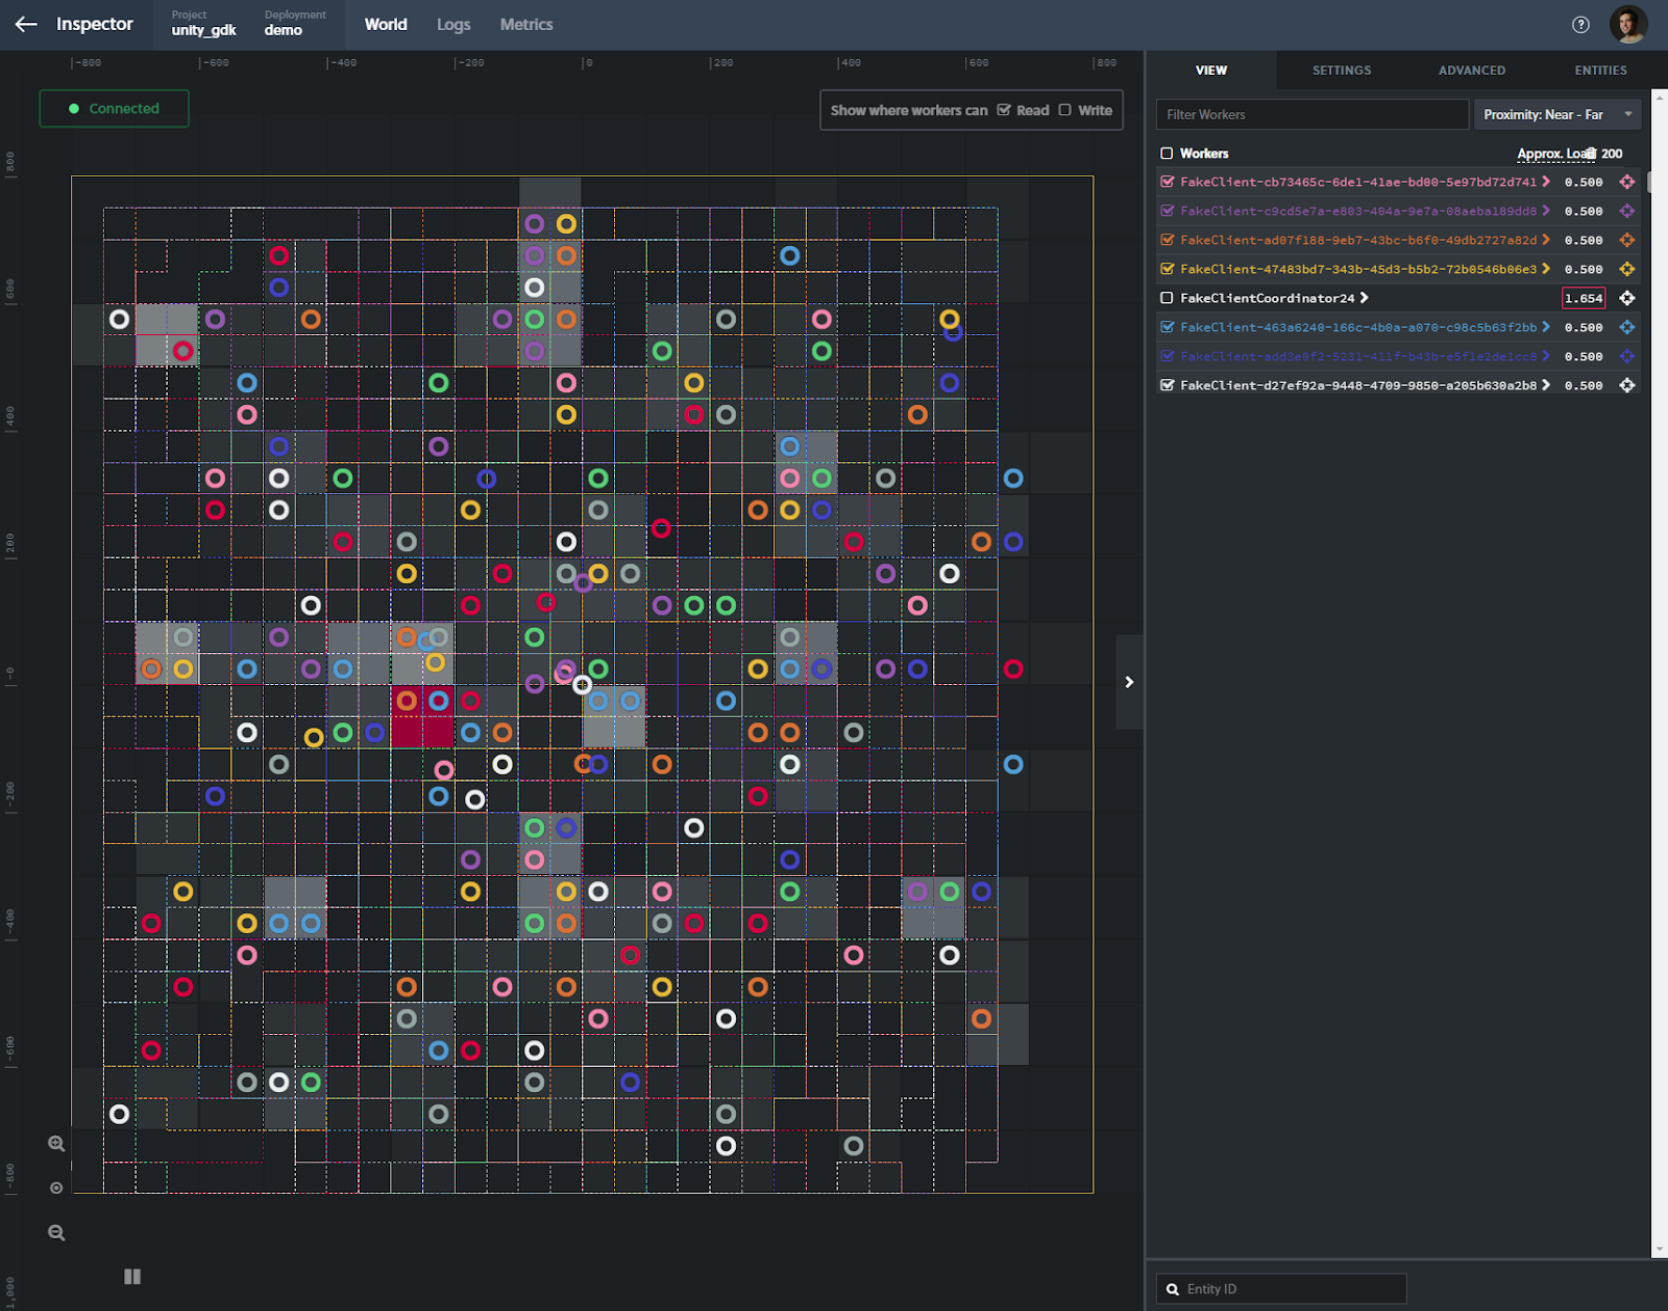 Inspector
Project
unity_gdk
Deployment
demo
World
Logs
Metrics
-800 -600 -400 -200 0 200 400 600 800
Connected
Show where workers can Read Write
800
600
400
200
-0
-200
-400
-600
-800
1,000
VIEW
SETTINGS
ADVANCED
ENTITIES
Filter Workers
Proximity: Near - Far
Workers Approx. Load 200
FakeClient-cb73465c-6de1-41ae-bd00-5e97bd72d741 0.500
FakeClient-c9cd5e7a-e803-404a-9e7a-08aeba189dd8 0.500
FakeClient-ad07f188-9eb7-43bc-b6f0-49db2727a82d 0.500
FakeClient-47483bd7-343b-45d3-b5b2-72b0546b06e3 0.500
FakeClientCoordinator24 1.654
FakeClient-463a6240-166c-4b0a-a070-c98c5b63f2bb 0.500
FakeClient-add3e0f2-5231-411f-b43b-e5f1e2de1cc8 0.500
FakeClient-d27ef92a-9448-4709-9850-a205b630a2b8 0.500
Entity ID